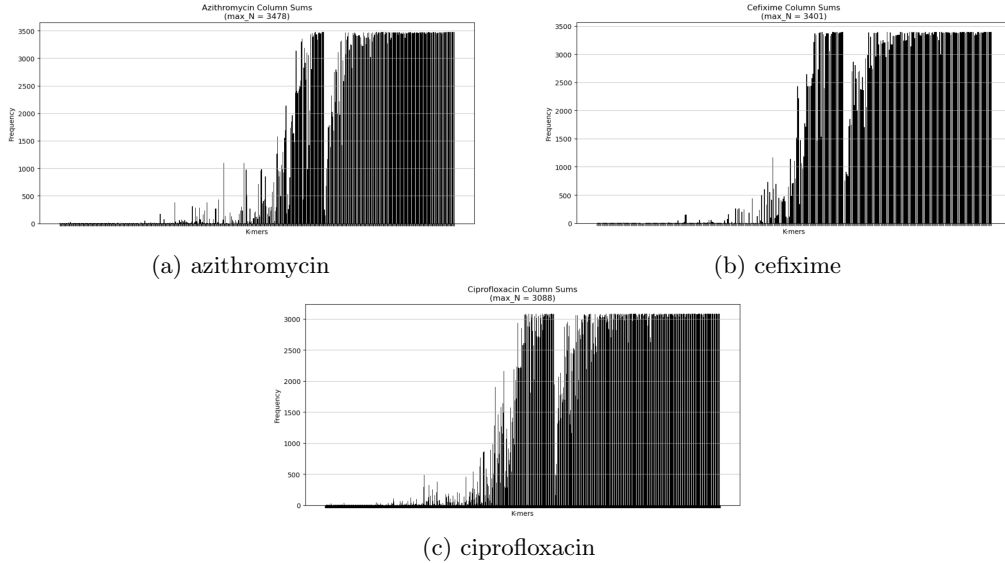 Azithromycin Column Sums
(max_N = 3478)
3500
3000
2500
2000
1500
1000
500
0
Frequency
K-mers
(a) azithromycin
Cefixime Column Sums
(max_N = 3401)
3500
3000
2500
2000
1500
1000
500
0
Frequency
K-mers
(b) cefixime
Ciprofloxacin Column Sums
(max_N = 3088)
3000
2500
2000
1500
1000
500
0
Frequency
K-mers
(c) ciprofloxacin